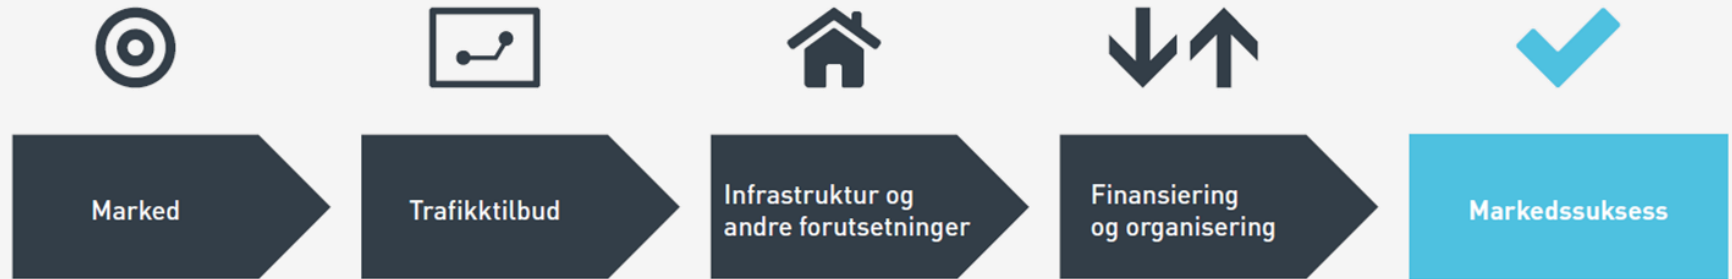 Marked
Trafikktilbud
Infrastruktur og
andre forutsetninger
Finansiering
og organisering
Markedssuksess